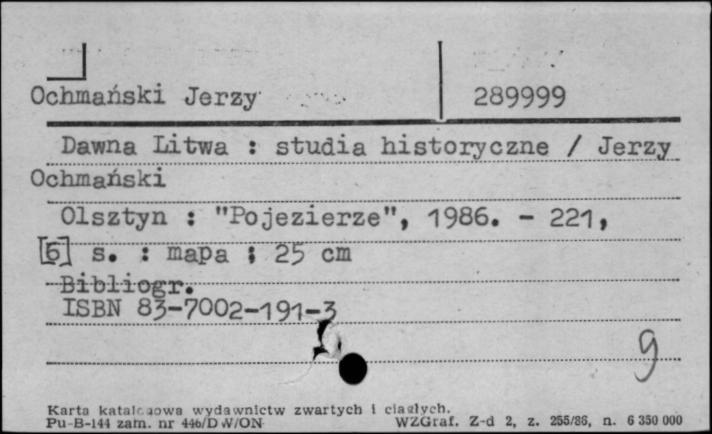 Ochmański Jerzy 289999
Dawna Litwa : studia historyczne / Jerzy
Ochmański
Olsztyn : "Pojezierze", 1986. - 221,
[6] s. : mapa ; 25 cm
Bibliogr.
ISBN 83-7002-191-3
9
Karta katalogowa wydawnictw zwartych i ciągłych.
Pu-B-144 zam. nr 446/DW/ON WZGraf. Z-d 2, z. 255/86, n. 6 350 000